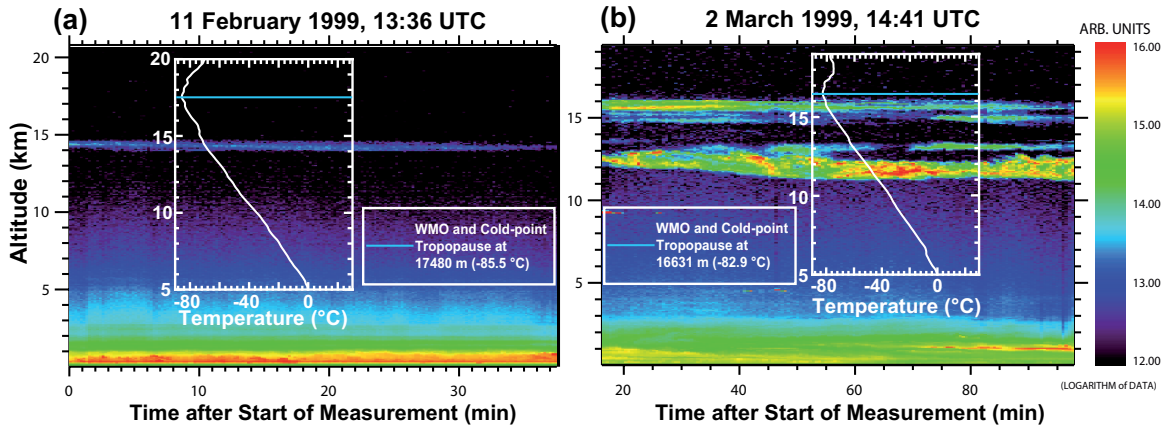 (a) 11 February 1999, 13:36 UTC
(b) 2 March 1999, 14:41 UTC
ARB. UNITS
Altitude (km)
20
15
10
5
20
15
10
5
-80 -40 0
Temperature (°C)
WMO and Cold-point
Tropopause at
17480 m (-85.5 °C)
0 10 20 30
Time after Start of Measurement (min)
15
10
5
15
10
5
-80 -40 0
Temperature (°C)
WMO and Cold-point
Tropopause at
16631 m (-82.9 °C)
20 40 60 80
Time after Start of Measurement (min)
16.00
15.00
14.00
13.00
12.00
(LOGARITHM of DATA)